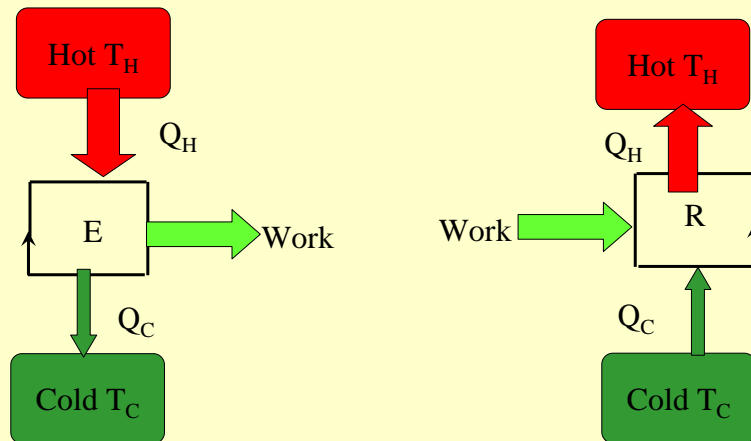 Hot T_H
Q_H
E
Work
Q_C
Cold T_C
Hot T_H
Q_H
R
Work
Q_C
Cold T_C